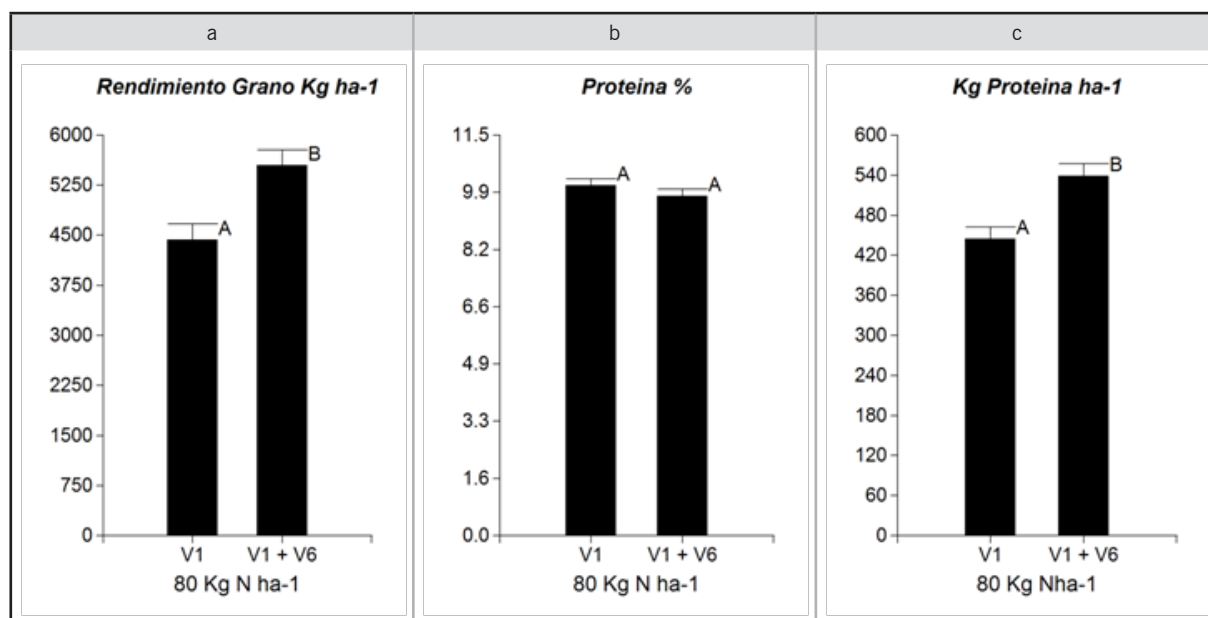 a
b
c
Rendimiento Grano Kg ha-1
6000
5250
4500
3750
3000
2250
1500
750
0
A
B
V1
V1 + V6
80 Kg N ha-1
Proteina %
11.5
9.9
8.2
6.6
4.9
3.3
1.6
0.0
A
A
V1
V1 + V6
80 Kg N ha-1
Kg Proteina ha-1
600
540
480
420
360
300
240
180
120
60
0
A
B
V1
V1 + V6
80 Kg Nha-1